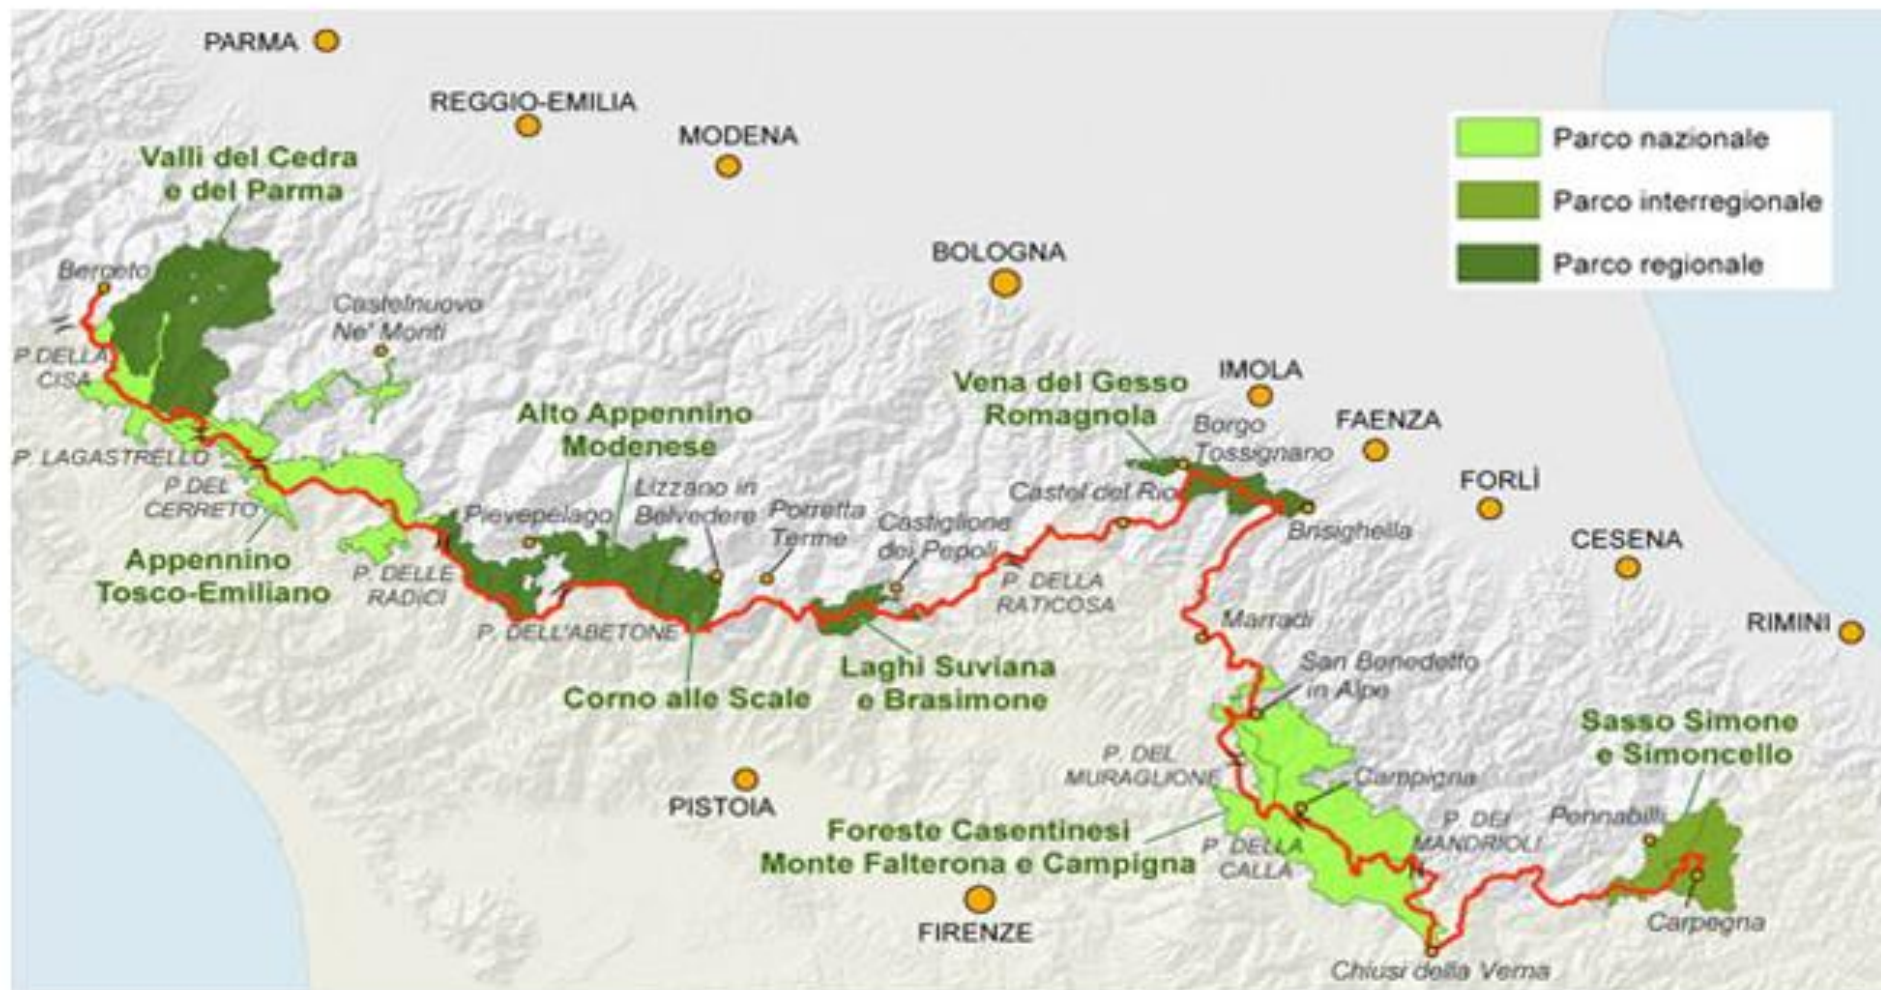 PARMA
REGGIO-EMILIA
MODENA
Valli del Cedra
e del Parma
Parco nazionale
Parco interregionale
Parco regionale
BOLOGNA
Berceto
Castelnuovo
Ne' Monti
P. DELLA
CISA
IMOLA
Vena del Gesso
Romagnola
FAENZA
Alto Appennino
Modenese
Borgo
Tossignano
P. LAGASTRELLO
P. DEL
CERRETO
Lizzano in
Belvedere
Castel del Rio
FORLÌ
Pievepelago
Porretta
Terme
Castiglione
dei Pepoli
Brisighella
CESENA
Appennino
Tosco-Emiliano
P. DELLE
RADICI
P. DELLA
RATICOSA
P. DELL'ABETONE
Marradi
RIMINI
Laghi Suviana
e Brasimone
San Benedetto
in Alpe
Corno alle Scale
Sasso Simone
e Simoncello
P. DEL
MURAGLIONE
Campigna
PISTOIA
Foreste Casentinesi
Monte Falterona e Campigna
P. DELLA
CALLA
P. DEI
MANDRIOLI
Pennabilli
FIRENZE
Carpegna
Chiusi della Verna